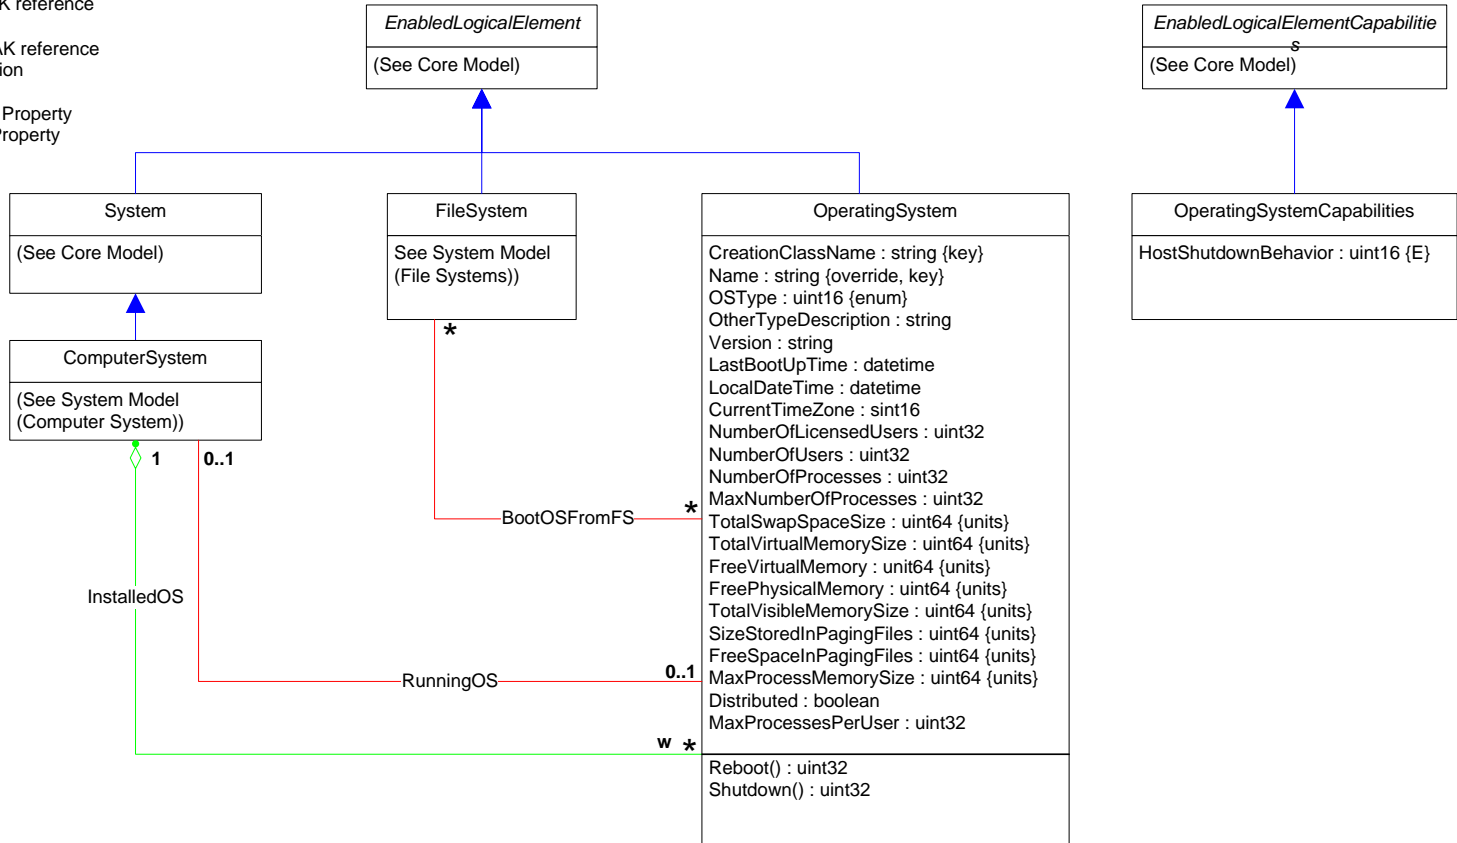 K reference
AK reference
ion
Property
Property
EnabledLogicalElement
(See Core Model)
EnabledLogicalElementCapabilitie
s
(See Core Model)
System
(See Core Model)
FileSystem
See System Model
(File Systems))
OperatingSystem
CreationClassName : string {key}
Name : string {override, key}
OSType : uint16 {enum}
OtherTypeDescription : string
Version : string
LastBootUpTime : datetime
LocalDateTime : datetime
CurrentTimeZone : sint16
NumberOfLicensedUsers : uint32
NumberOfUsers : uint32
NumberOfProcesses : uint32
MaxNumberOfProcesses : uint32
TotalSwapSpaceSize : uint64 {units}
TotalVirtualMemorySize : uint64 {units}
FreeVirtualMemory : unit64 {units}
FreePhysicalMemory : uint64 {units}
TotalVisibleMemorySize : uint64 {units}
SizeStoredInPagingFiles : uint64 {units}
FreeSpaceInPagingFiles : uint64 {units}
MaxProcessMemorySize : uint64 {units}
Distributed : boolean
MaxProcessesPerUser : uint32
Reboot() : uint32
Shutdown() : uint32
OperatingSystemCapabilities
HostShutdownBehavior : uint16 {E}
ComputerSystem
(See System Model
(Computer System))
*
1
0..1
BootOSFromFS
*
InstalledOS
RunningOS
0..1
w *